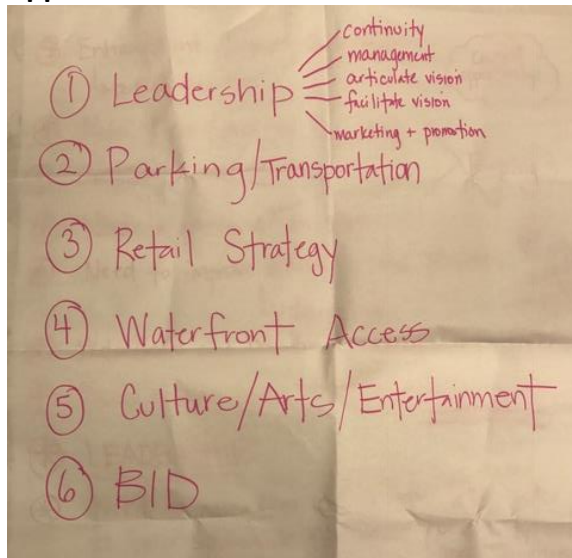 ① Leadership
continuity
management
articulate vision
facilitate vision
marketing + promotion
② Parking/Transportation
③ Retail Strategy
④ Waterfront Access
⑤ Culture/Arts/Entertainment
⑥ BID